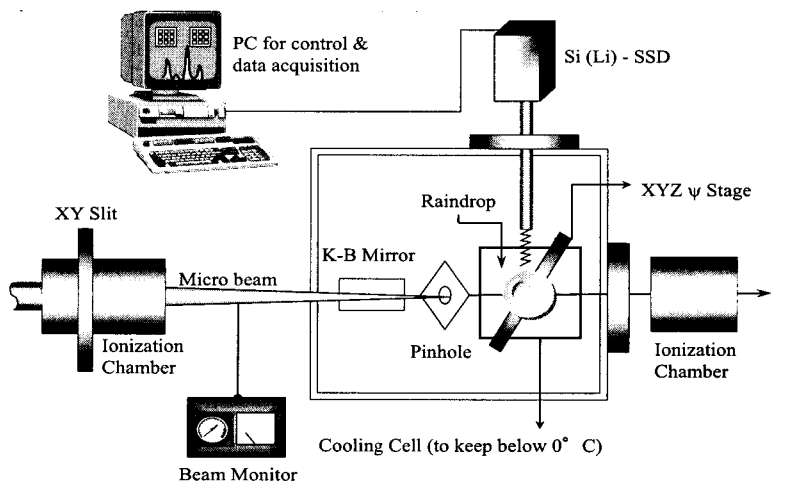 PC for control &
data acquisition
Si (Li) - SSD
XYZ ψ Stage
Raindrop
XY Slit
K-B Mirror
Micro beam
Ionization
Chamber
Pinhole
Ionization
Chamber
Cooling Cell (to keep below 0° C)
Beam Monitor